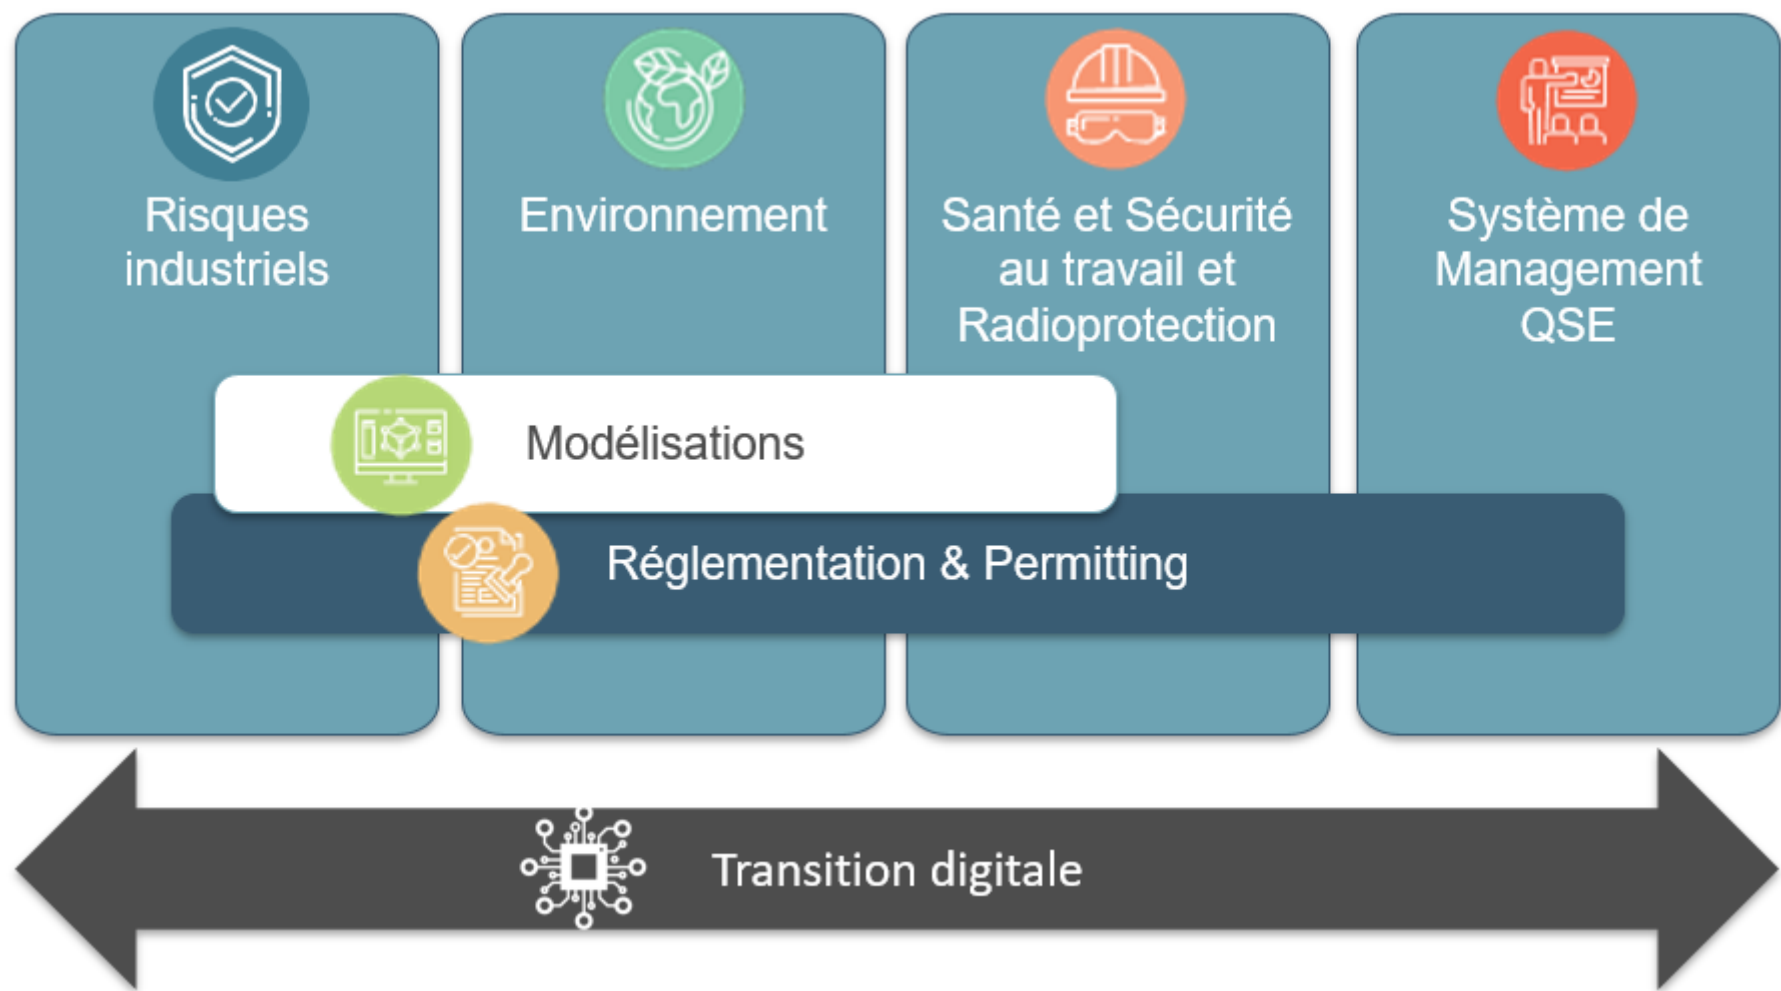 Risques
industriels
Environnement
Santé et Sécurité
au travail et
Radioprotection
Système de
Management
QSE
Modélisations
Réglementation & Permitting
Transition digitale